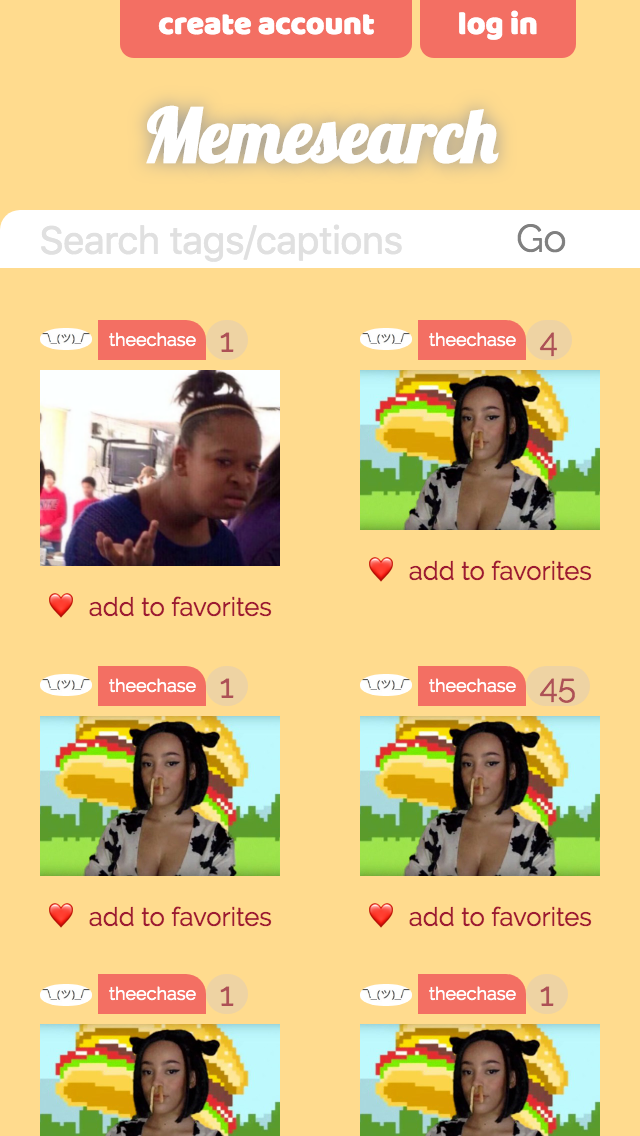 create account log in
Memesearch
Search tags/captions Go
¯\_(ツ)_/¯ theechase 1
¯\_(ツ)_/¯ theechase 4
add to favorites
add to favorites
¯\_(ツ)_/¯ theechase 1
¯\_(ツ)_/¯ theechase 45
add to favorites
add to favorites
¯\_(ツ)_/¯ theechase 1
¯\_(ツ)_/¯ theechase 1